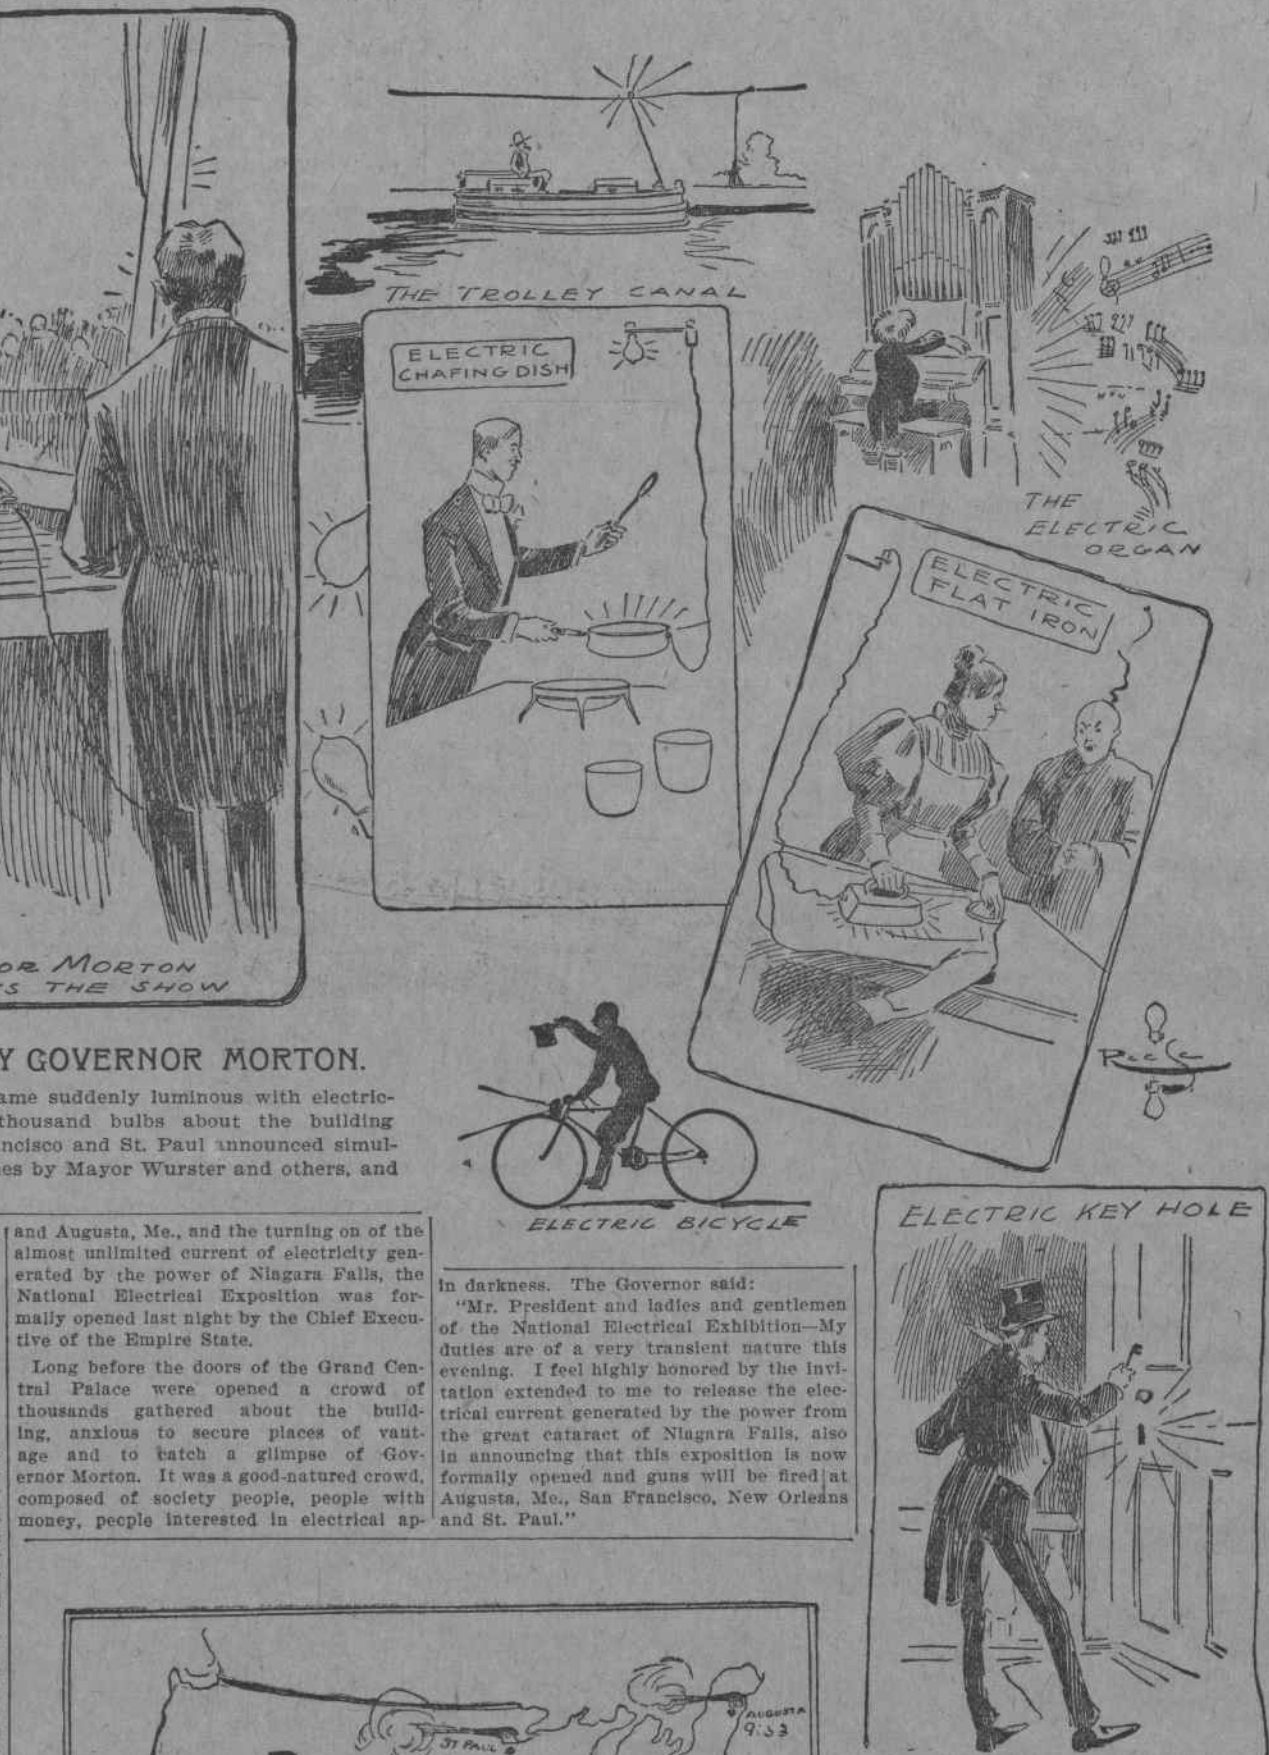 THE TROLLEY CANAL
ELECTRIC
CHAFING DISH
THE
ELECTRIC
ORGAN
ELECTRIC
FLAT IRON
OR MORTON
S THE SHOW
Y GOVERNOR MORTON.
ame suddenly luminous with electric-
thousand bulbs about the building
ncisco and St. Paul announced simul-
es by Mayor Wurster and others, and
ELECTRIC BICYCLE
ELECTRIC KEY HOLE
and Augusta, Me., and the turning on of the
almost unlimited current of electricity gen-
erated by the power of Niagara Falls, the
National Electrical Exposition was for-
mally opened last night by the Chief Execu-
tive of the Empire State.
Long before the doors of the Grand Cen-
tral Palace were opened a crowd of
thousands gathered about the build-
ing, anxious to secure places of vant-
age and to catch a glimpse of Gov-
ernor Morton. It was a good-natured crowd,
composed of society people, people with
money, people interested in electrical ap-
in darkness. The Governor said:
"Mr. President and ladies and gentlemen
of the National Electrical Exhibition—My
duties are of a very transient nature this
evening. I feel highly honored by the invi-
tation extended to me to release the elec-
trical current generated by the power from
the great cataract of Niagara Falls, also
in announcing that this exposition is now
formally opened and guns will be fired at
Augusta, Me., San Francisco, New Orleans
and St. Paul."
AUGUSTA
9:33
ST PAUL